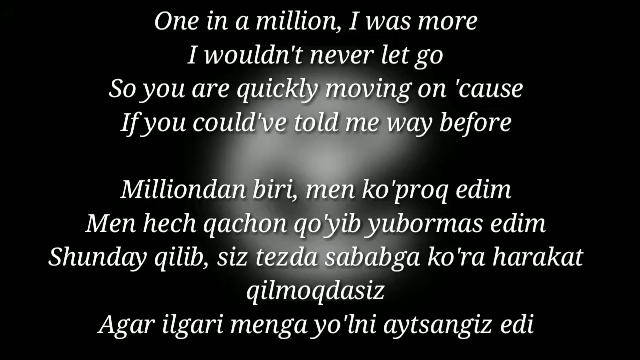 One in a million, I was more
I wouldn't never let go
So you are quickly moving on 'cause
If you could've told me way before
Milliondan biri, men ko'proq edim
Men hech qachon qo'yib yubormas edim
Shunday qilib, siz tezda sababga ko'ra harakat
qilmoqdasiz
Agar ilgari menga yo'lni aytsangiz edi